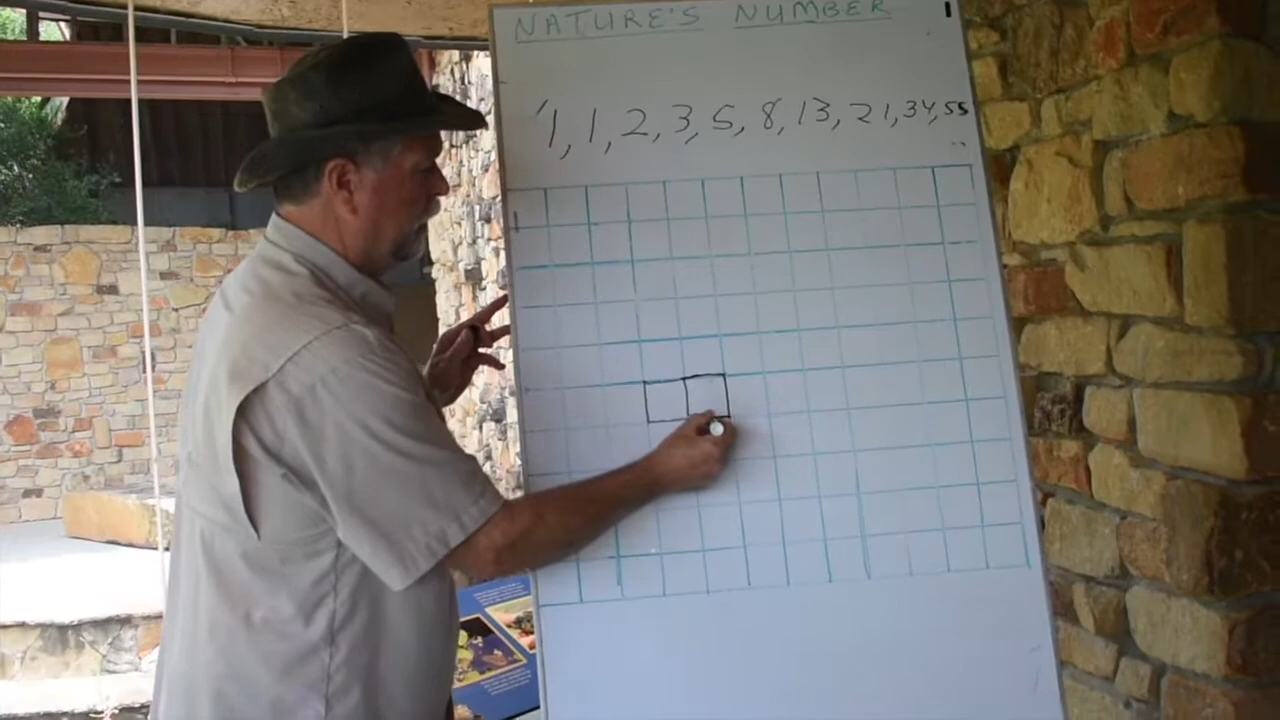 NATURE'S NUMBER
1, 1, 2, 3, 5, 8, 13, 21, 34, 55